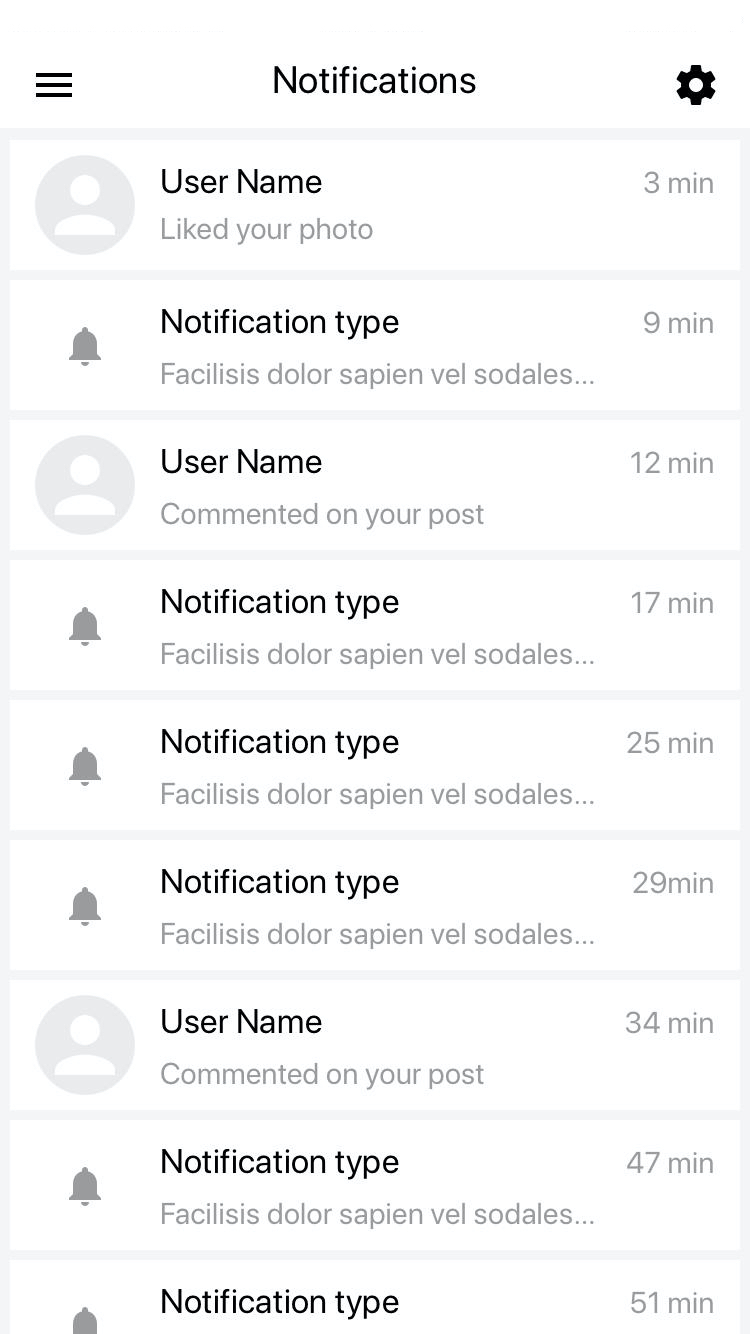 Notifications
User Name 3 min
Liked your photo
Notification type 9 min
Facilisis dolor sapien vel sodales...
User Name 12 min
Commented on your post
Notification type 17 min
Facilisis dolor sapien vel sodales...
Notification type 25 min
Facilisis dolor sapien vel sodales...
Notification type 29min
Facilisis dolor sapien vel sodales...
User Name 34 min
Commented on your post
Notification type 47 min
Facilisis dolor sapien vel sodales...
Notification type 51 min